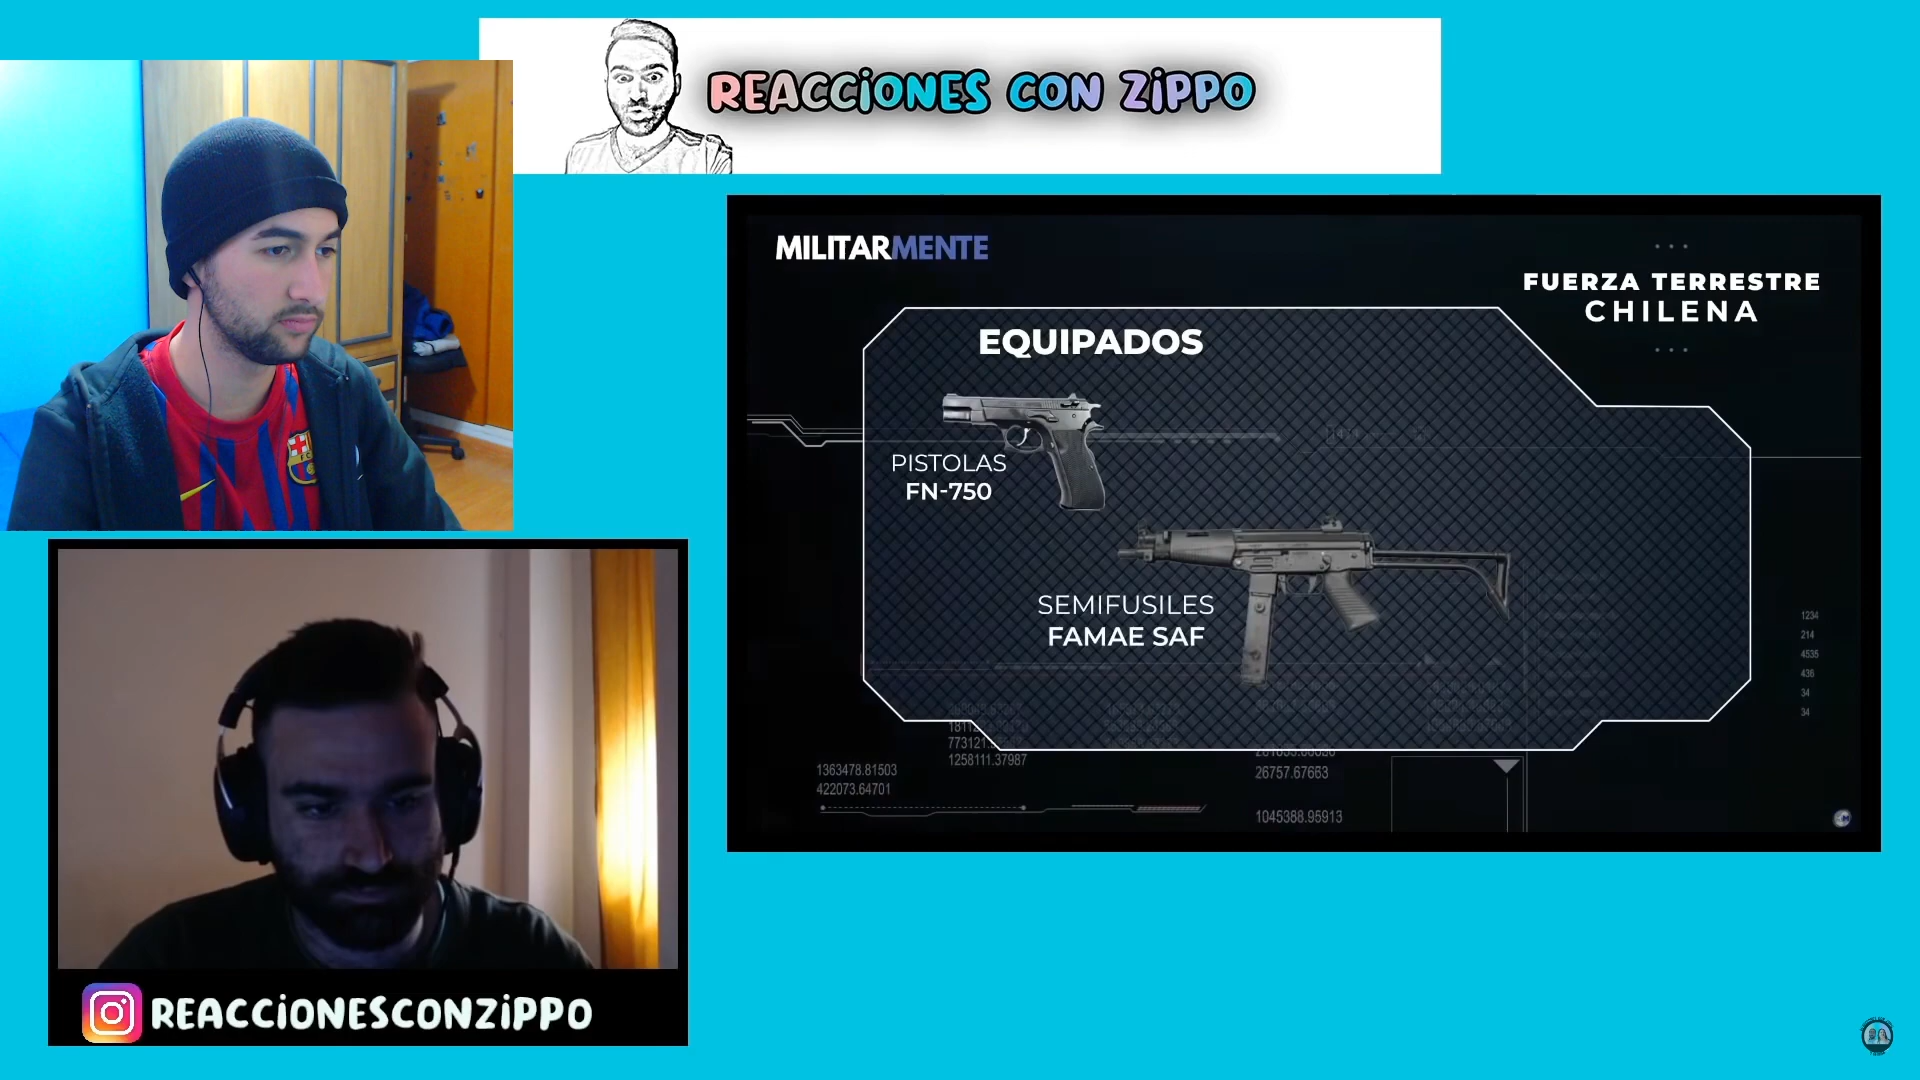 REACCIONES CON ZIPPO
MILITARMENTE
FUERZA TERRESTRE
CHILENA
EQUIPADOS
PISTOLAS
FN-750
SEMIFUSILES
FAMAE SAF
1234
214
4535
436
34
34
1258111.37987
1363478.81503
422073.64701
26757.67663
1045388.95913
REACCIONESCONZIPPO